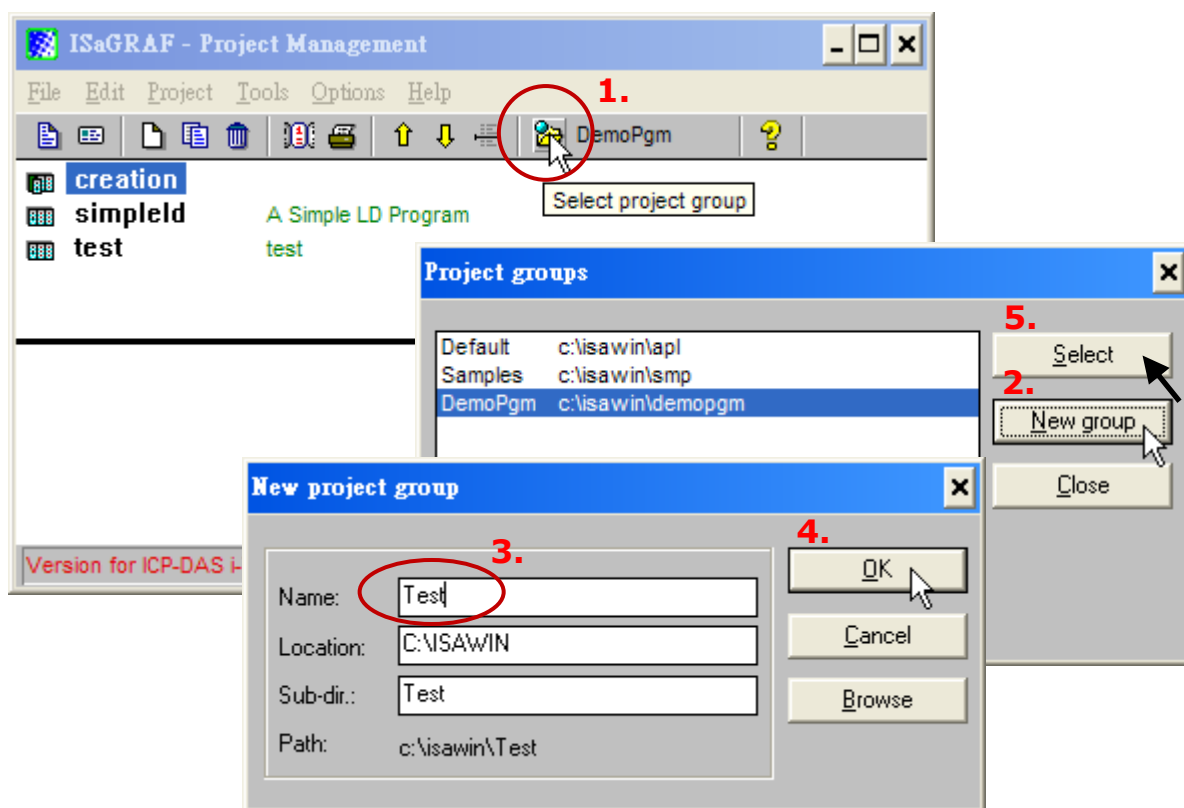 ISaGRAF - Project Management
File Edit Project Tools Options Help
1.
DemoPgm
Select project group
creation
simpleld A Simple LD Program
test test
Project groups
5.
Default c:\isawin\apl
Select
Samples c:\isawin\smp
2.
DemoPgm c:\isawin\demopgm
New group
Close
New project group
3.
4.
Version for ICP-DAS i-
OK
Name: Test
Location: C:\ISAWIN
Cancel
Sub-dir.: Test
Browse
Path: c:\isawin\Test